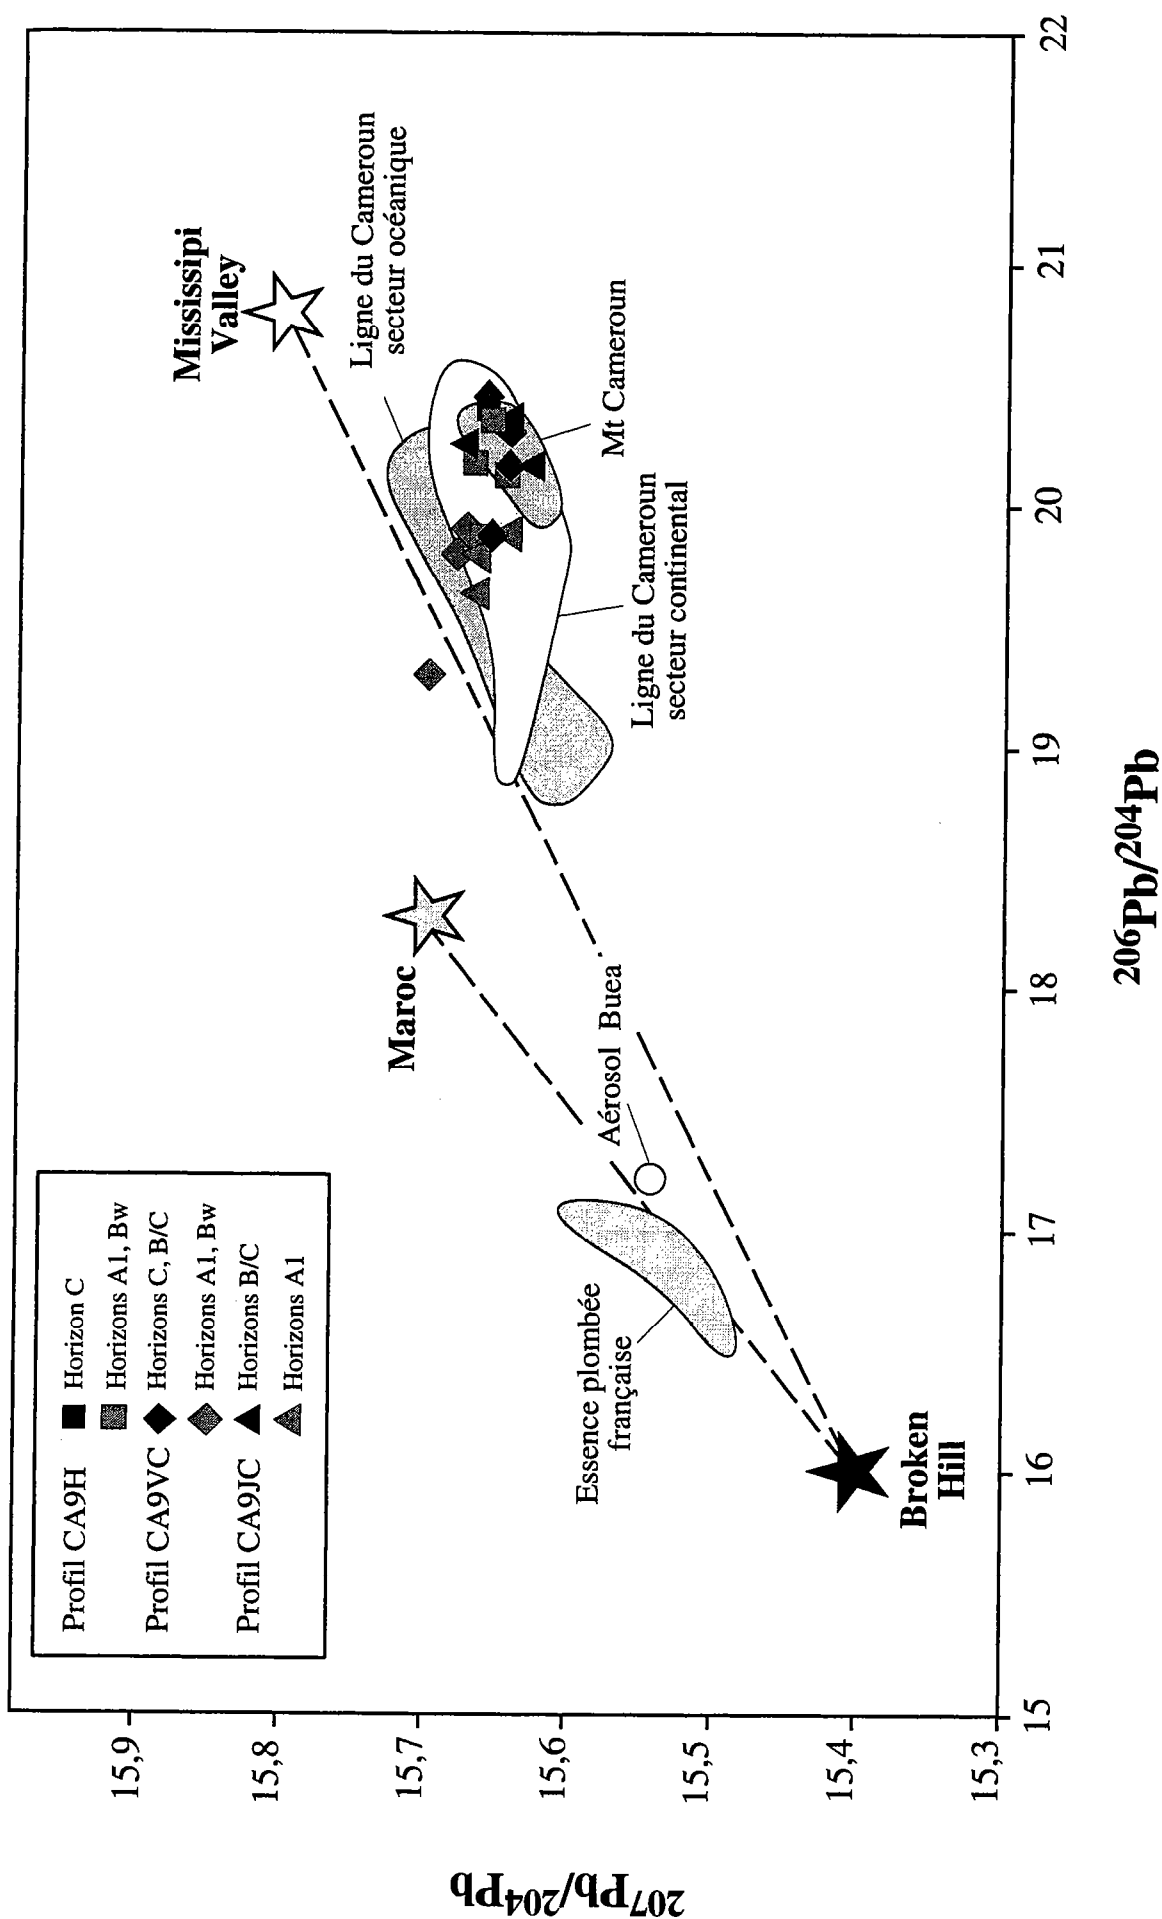 Profil CA9H
Horizon C
Horizons A1, Bw
Profil CA9VC
Horizons C, B/C
Horizons A1, Bw
Profil CA9JC
Horizons B/C
Horizons A1
Mississipi
Valley
Ligne du Cameroun
secteur océanique
Maroc
Mt Cameroun
Ligne du Cameroun
secteur continental
Aérosol Buea
Essence plombée
française
Broken
Hill
15,9
15,8
15,7
15,6
15,5
15,4
15,3
15
16
17
18
19
20
21
22
207Pb/204Pb
206Pb/204Pb